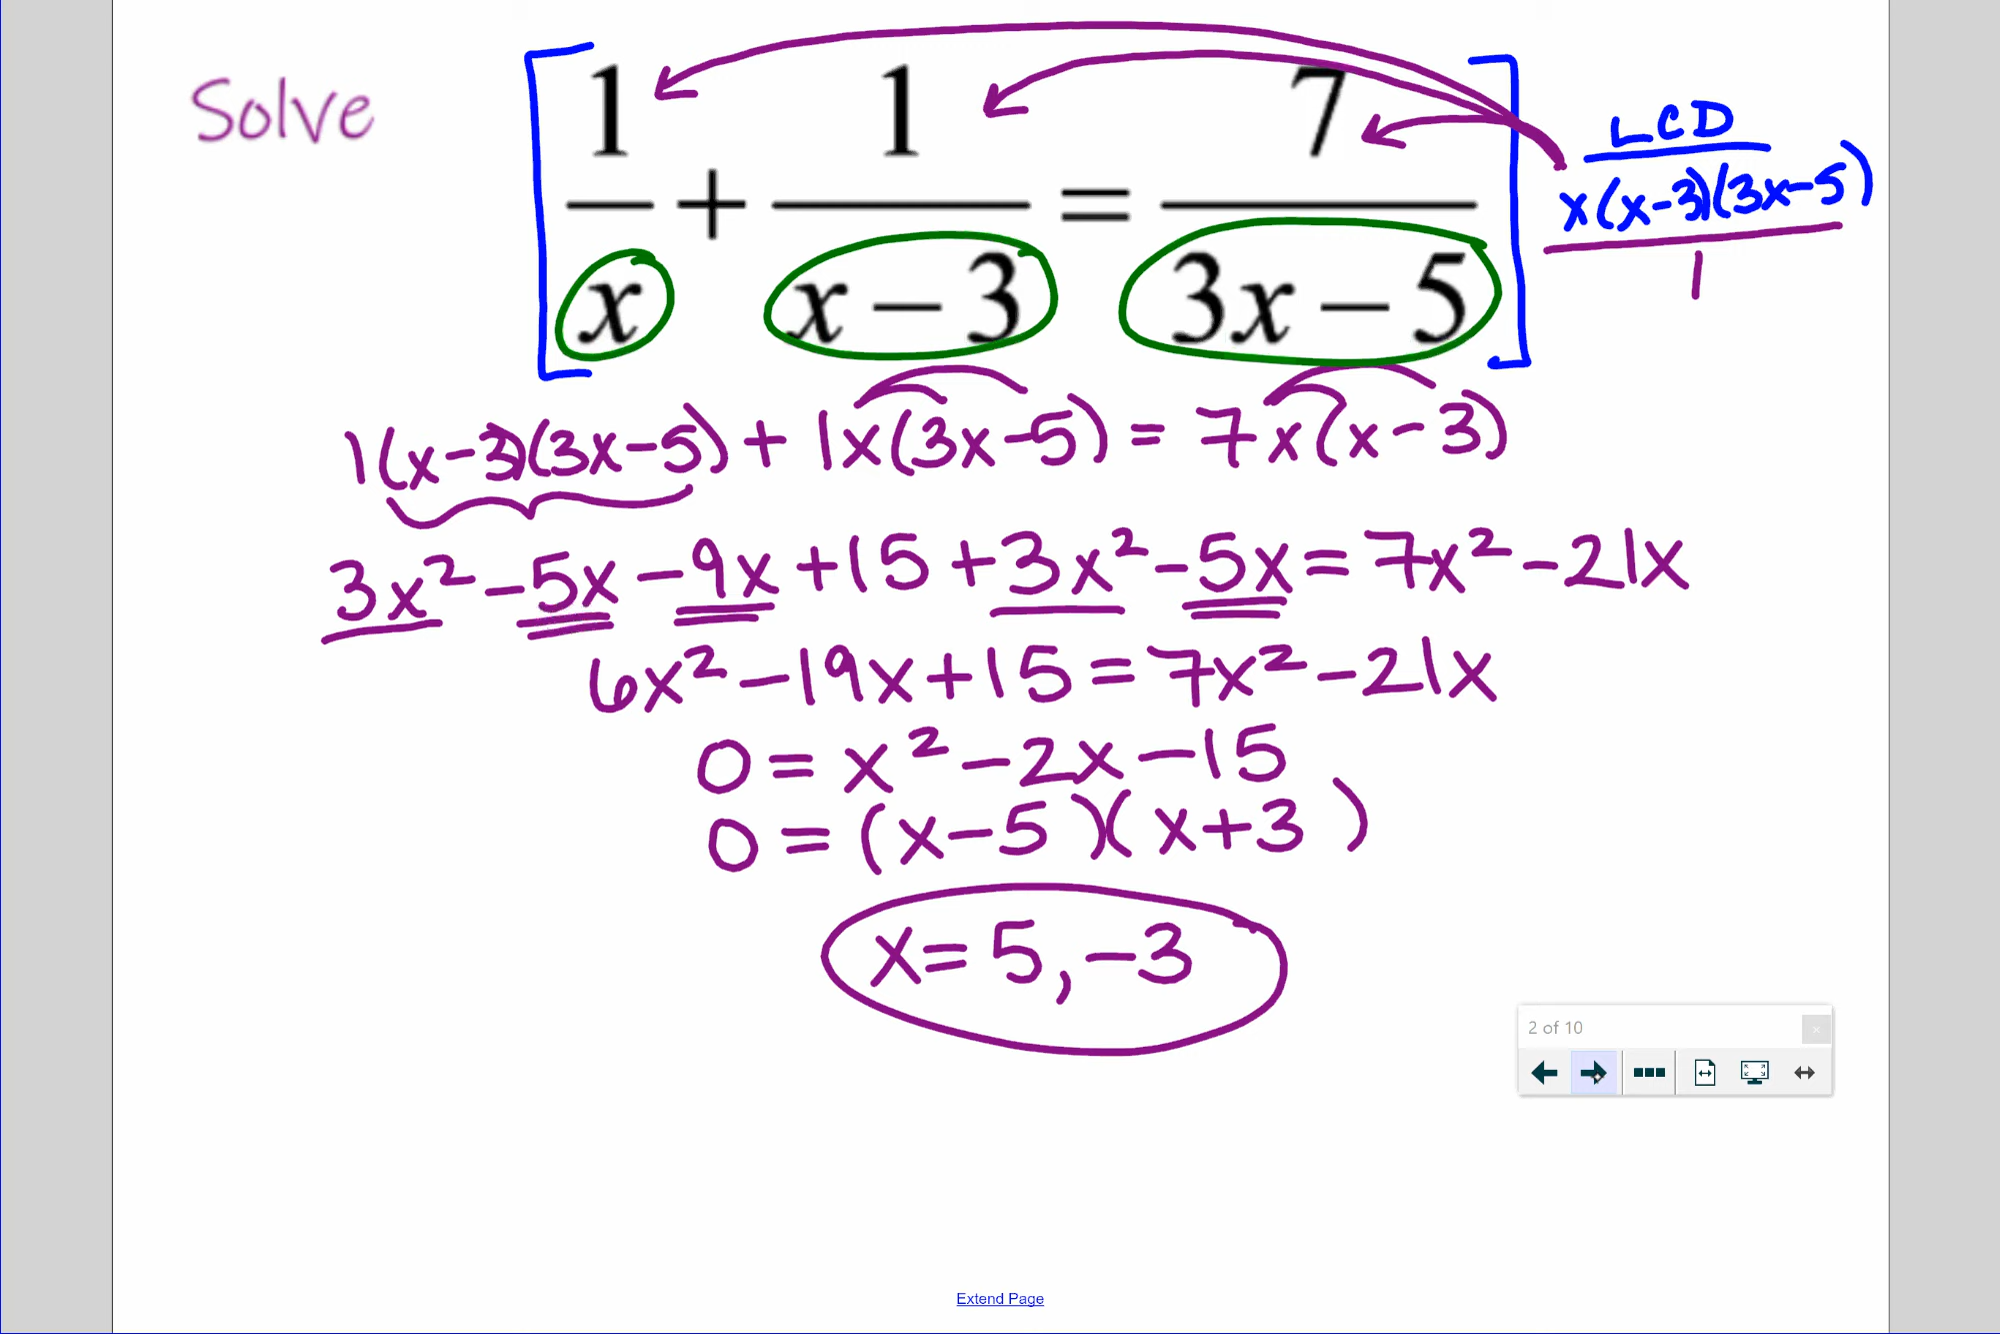 Solve
1/x + 1/(x − 3) = 7/(3x − 5)
LCD
x(x-3)(3x-5)
1
1(x-3)(3x-5) + 1x(3x-5) = 7x(x-3)
3x² -5x -9x +15 +3x² -5x = 7x² -21x
6x² -19x +15 = 7x² -21x
0 = x² -2x -15
0 = (x-5)(x+3)
x= 5, -3
2 of 10
Extend Page